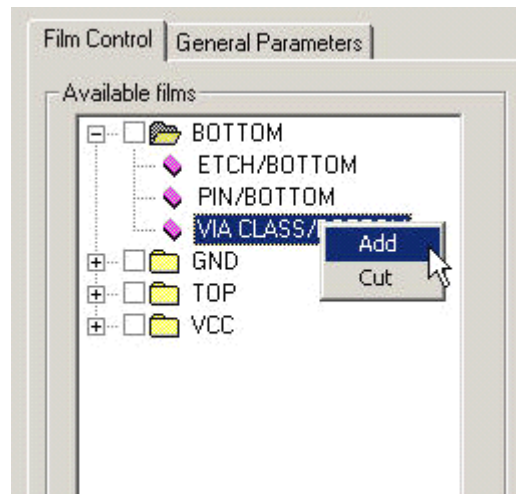 Film Control General Parameters
Available films
BOTTOM
ETCH/BOTTOM
PIN/BOTTOM
VIA CLASS/
Add
GND
Cut
TOP
VCC